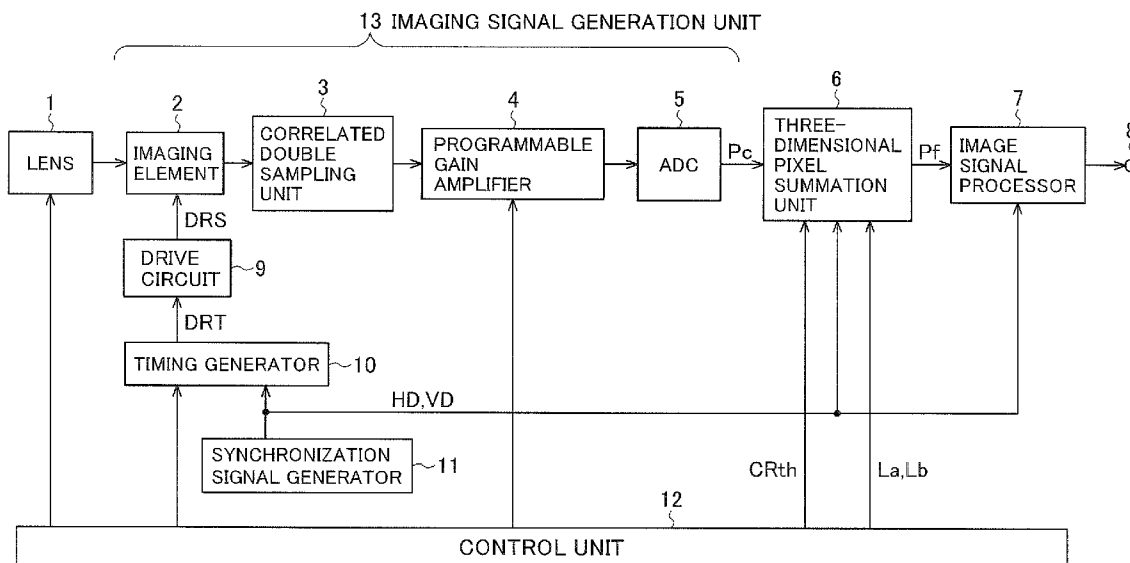 13 IMAGING SIGNAL GENERATION UNIT
1
2
3
4
5
6
7
8
LENS
IMAGING
ELEMENT
CORRELATED
DOUBLE
SAMPLING
UNIT
PROGRAMMABLE
GAIN
AMPLIFIER
ADC
Pc
THREE-
DIMENSIONAL
PIXEL
SUMMATION
UNIT
Pf
IMAGE
SIGNAL
PROCESSOR
DRS
DRIVE
CIRCUIT
9
DRT
TIMING GENERATOR
10
HD,VD
SYNCHRONIZATION
SIGNAL GENERATOR
11
CRth
La,Lb
12
CONTROL UNIT